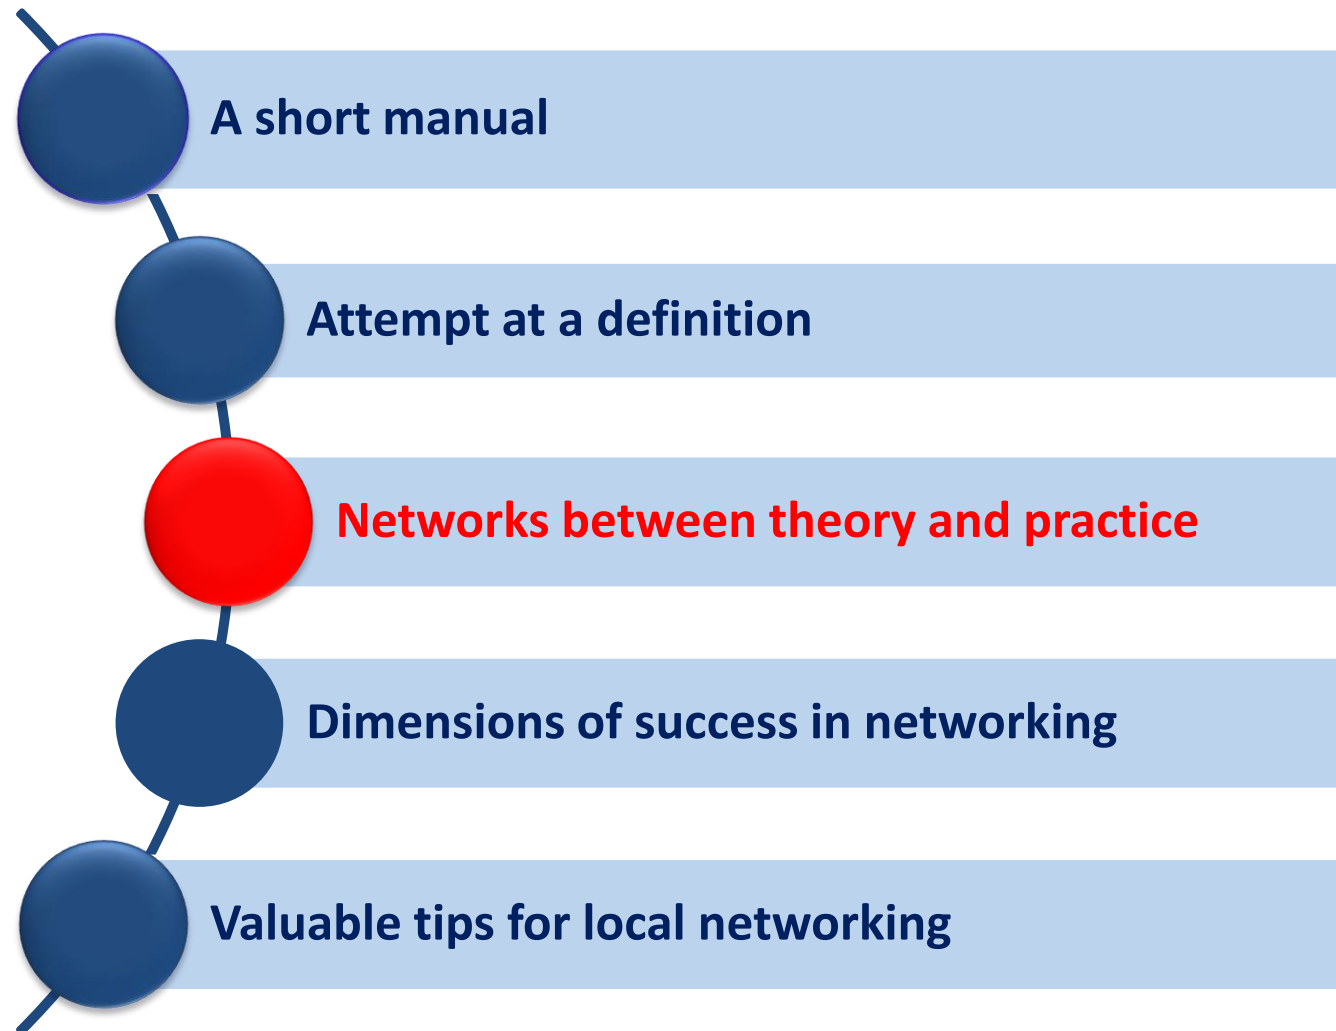 A short manual
Attempt at a definition
Networks between theory and practice
Dimensions of success in networking
Valuable tips for local networking